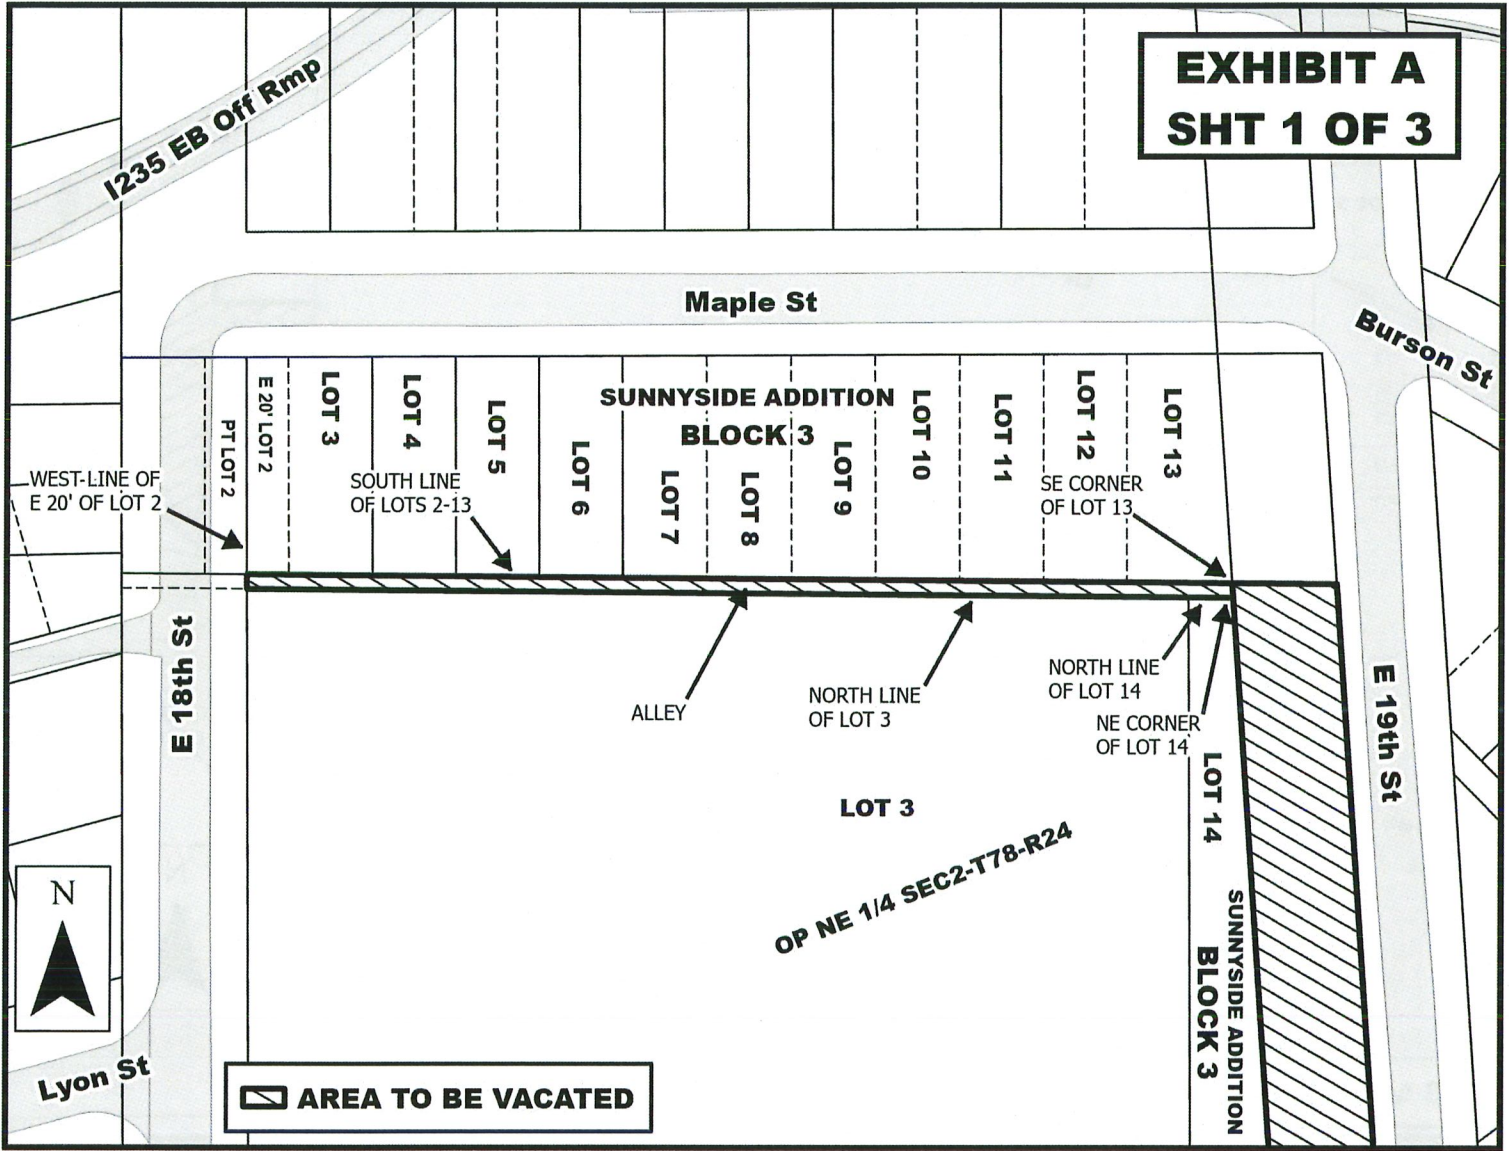 EXHIBIT A
SHT 1 OF 3
I235 EB Off Rmp
Maple St
Burson St
PT LOT 2
E 20' LOT 2
LOT 3
LOT 4
LOT 5
LOT 6
SUNNYSIDE ADDITION
BLOCK 3
LOT 7
LOT 8
LOT 9
LOT 10
LOT 11
LOT 12
LOT 13
WEST-LINE OF
E 20' OF LOT 2
SOUTH LINE
OF LOTS 2-13
SE CORNER
OF LOT 13
E 18th St
ALLEY
NORTH LINE
OF LOT 3
NORTH LINE
OF LOT 14
NE CORNER
OF LOT 14
E 19th St
LOT 3
OP NE 1/4 SEC2-T78-R24
LOT 14
SUNNYSIDE ADDITION
BLOCK 3
N
Lyon St
AREA TO BE VACATED